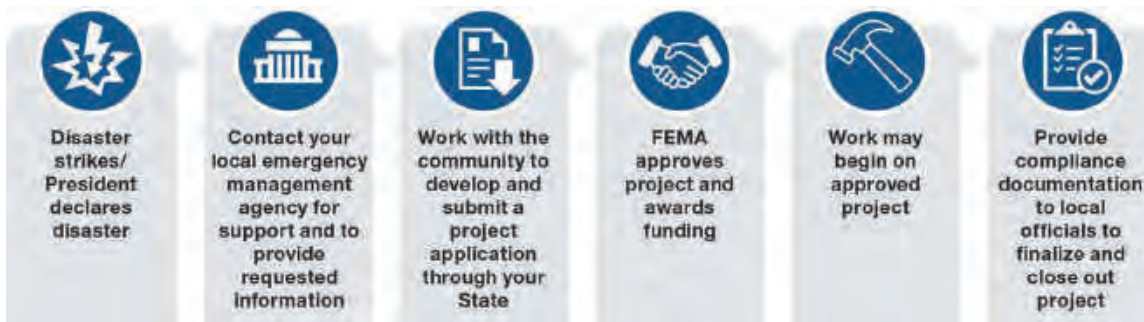 Disaster
strikes/
President
declares
disaster
Contact your
local emergency
management
agency for
support and to
provide
requested
information
Work with the
community to
develop and
submit a
project
application
through your
State
FEMA
approves
project and
awards
funding
Work may
begin on
approved
project
Provide
compliance
documentation
to local
officials to
finalize and
close out
project